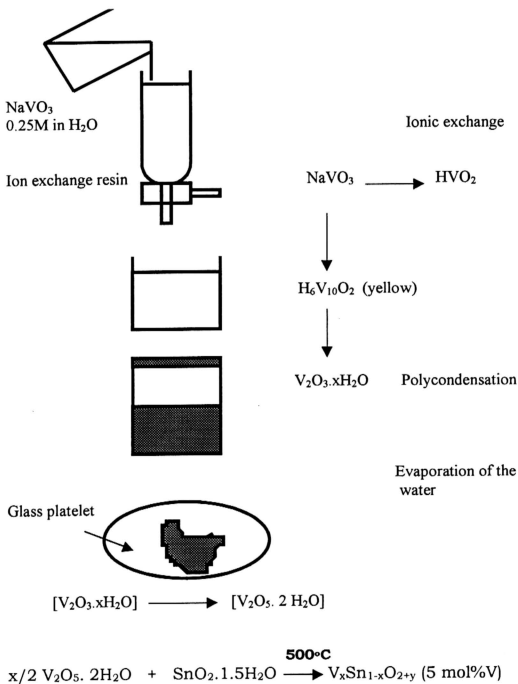 NaVO₃
0.25M in H₂O
Ionic exchange
Ion exchange resin
NaVO₃ ⟶ HVO₂
H₆V₁₀O₂ (yellow)
V₂O₃.xH₂O Polycondensation
Evaporation of the
water
Glass platelet
[V₂O₃.xH₂O] ⟶ [V₂O₅. 2 H₂O]
500°C
x/2 V₂O₅. 2H₂O + SnO₂.1.5H₂O ⟶ VₓSn₁₋ₓO₂₊ᵧ (5 mol%V)